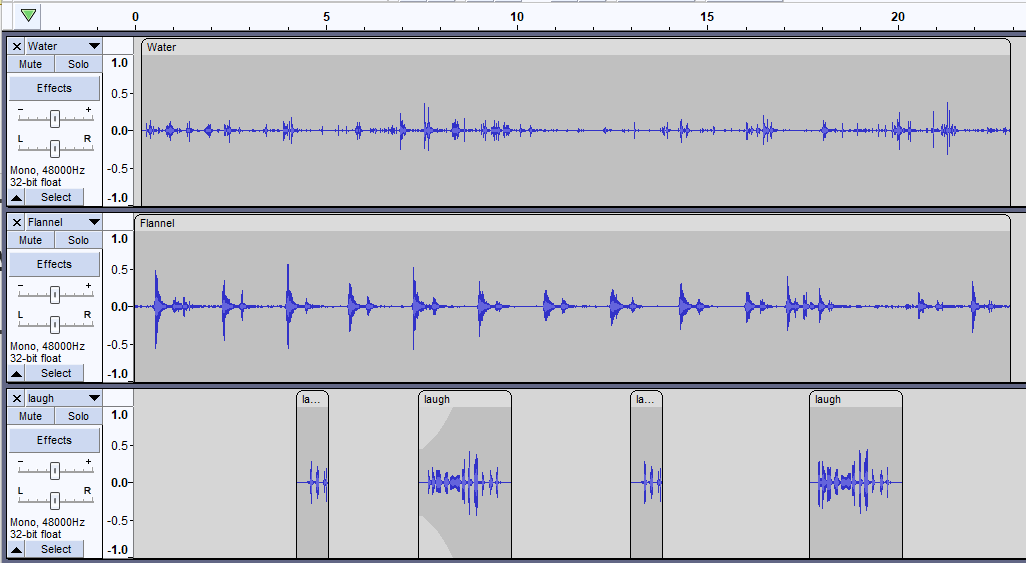 0 5 10 15 20
Water Water
Mute Solo 1.0
Effects 0.5
- + 0.0
L R -0.5
Mono, 48000Hz
32-bit float
Select -1.0
Flannel Flannel
Mute Solo 1.0
Effects 0.5
- + 0.0
L R -0.5
Mono, 48000Hz
32-bit float
Select -1.0
laugh la... laugh la... laugh
Mute Solo 1.0
Effects 0.5
- + 0.0
L R -0.5
Mono, 48000Hz
32-bit float
Select -1.0